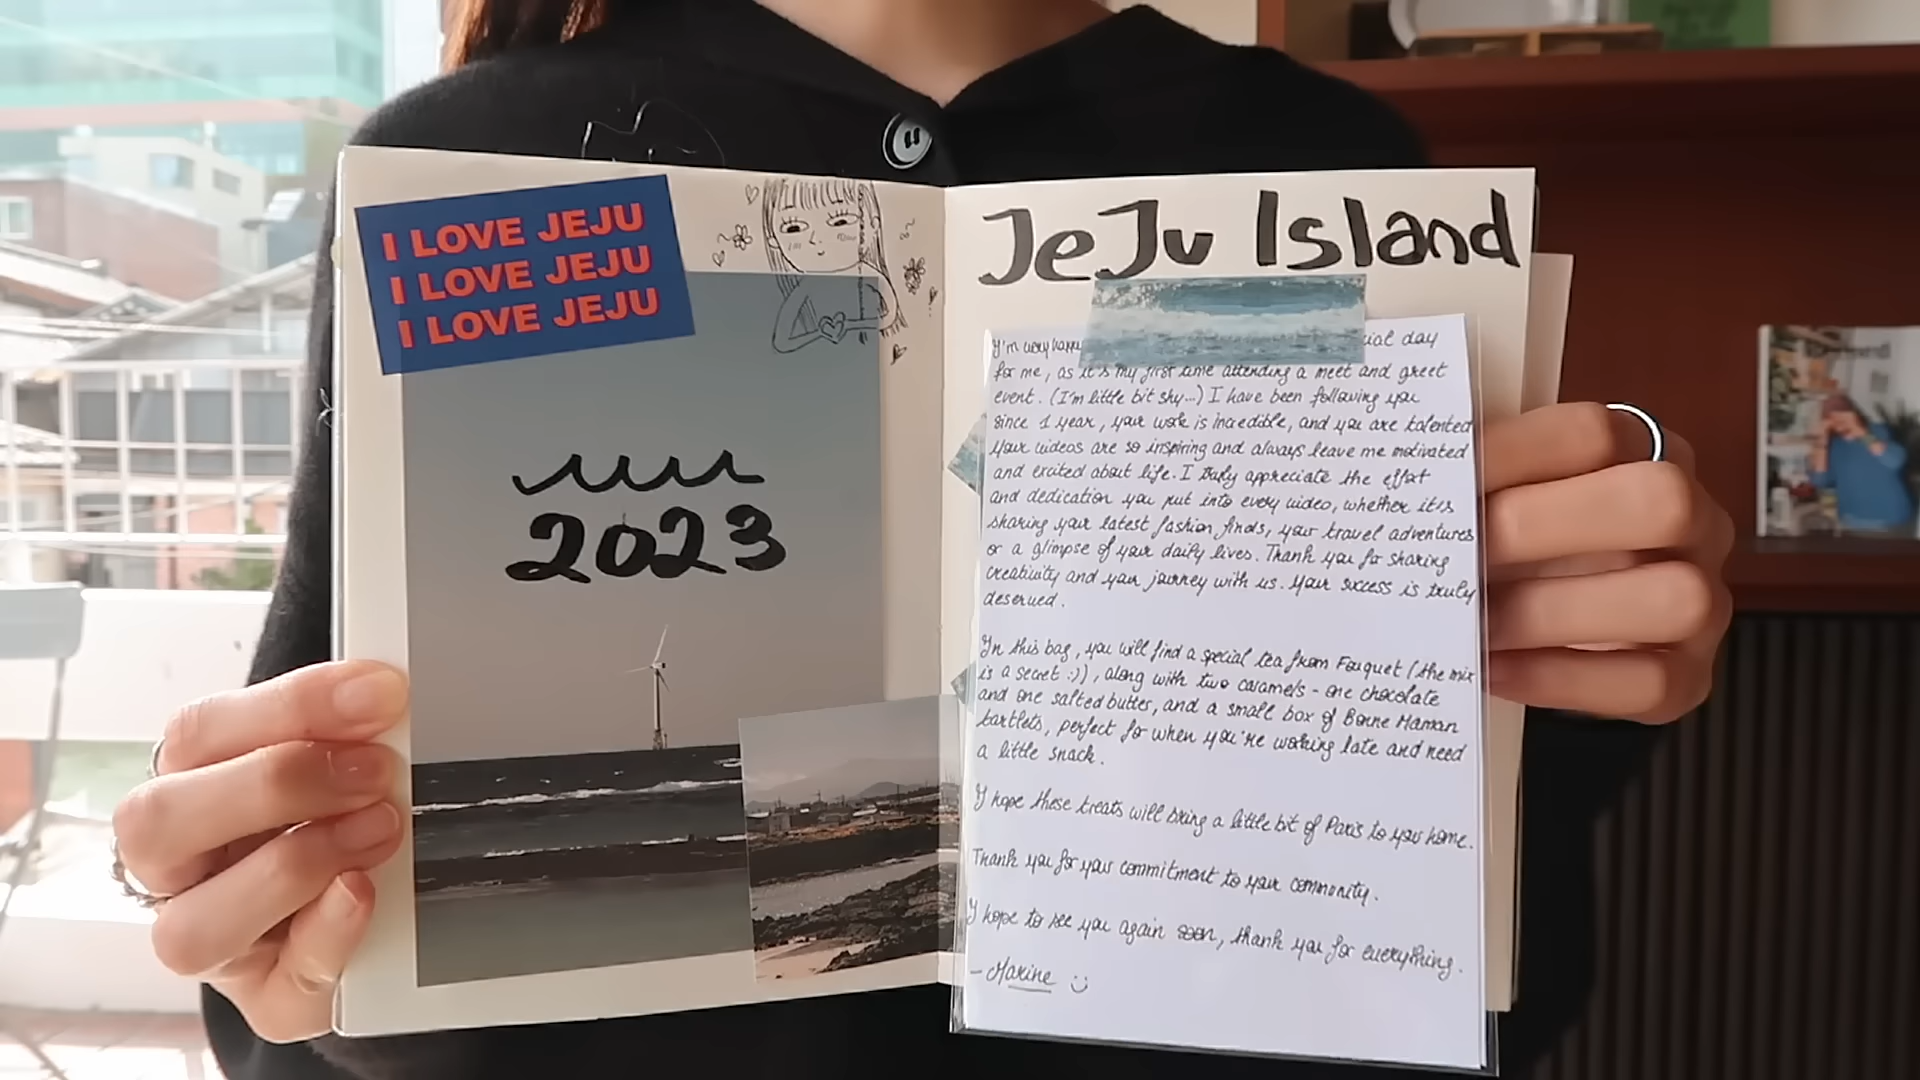 I LOVE JEJU
I LOVE JEJU
I LOVE JEJU
2023
JeJu Island
I'm very happy
cial day
for me, as it's my first time attending a meet and greet
event. (I'm little bit shy...) I have been following you
since 1 year, your work is incredible, and you are talented
Your videos are so inspiring and always leave me motivated
and excited about life. I truly appreciate the effort
and dedication you put into every video, whether it's
sharing your latest fashion finds, your travel adventures
or a glimpse of your daily lives. Thank you for sharing
creativity and your journey with us. Your success is truly
deserved.
In this bag, you will find a special tea from Fouquet (the mix
is a secret :)), along with two caramels - one chocolate
and one salted butter, and a small box of Bonne Maman
tartlets, perfect for when you're working late and need
a little snack.
I hope these treats will bring a little bit of Paris to your home.
Thank you for your commitment to your community.
I hope to see you again soon, thank you for everything.
- Marine